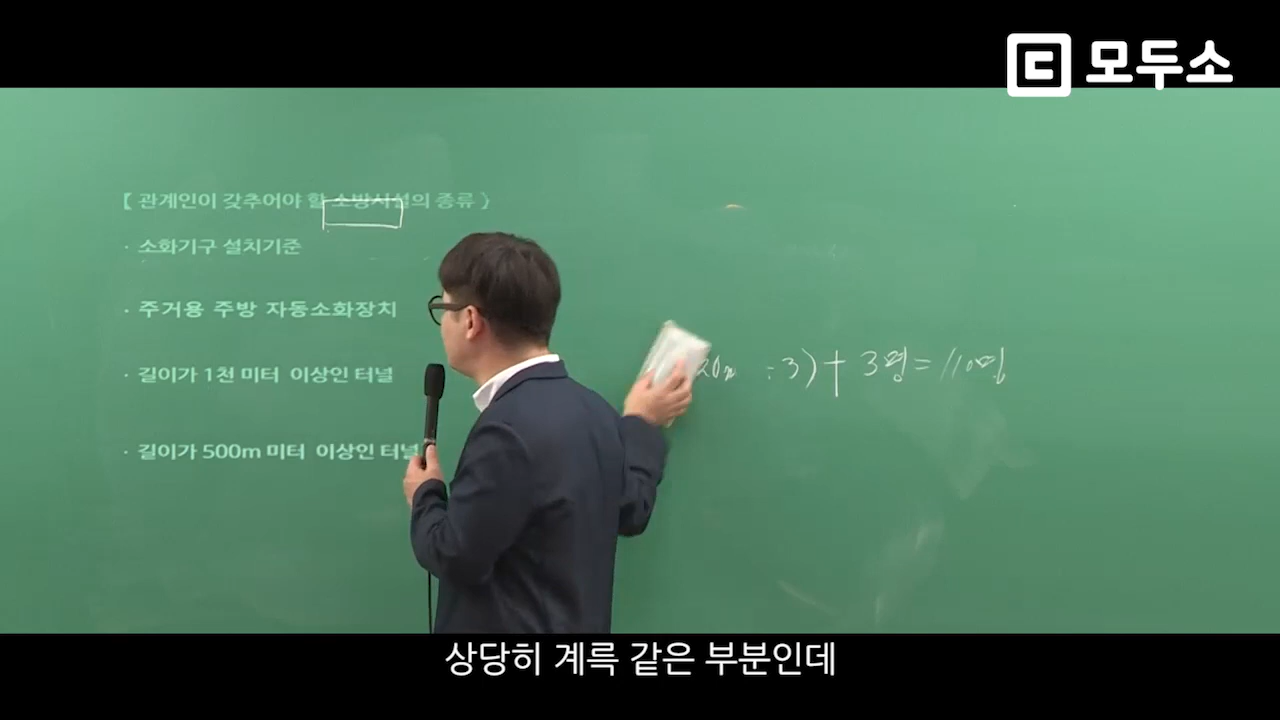 모두소
【 관계인이 갖추어야 할 소방시설의 종류 】
· 소화기구 설치기준
· 주거용 주방 자동소화장치
· 길이가 1천 미터 이상인 터널
20m ÷3)+ 3명=110명
· 길이가 500m 미터 이상인 터널
상당히 계륵 같은 부분인데